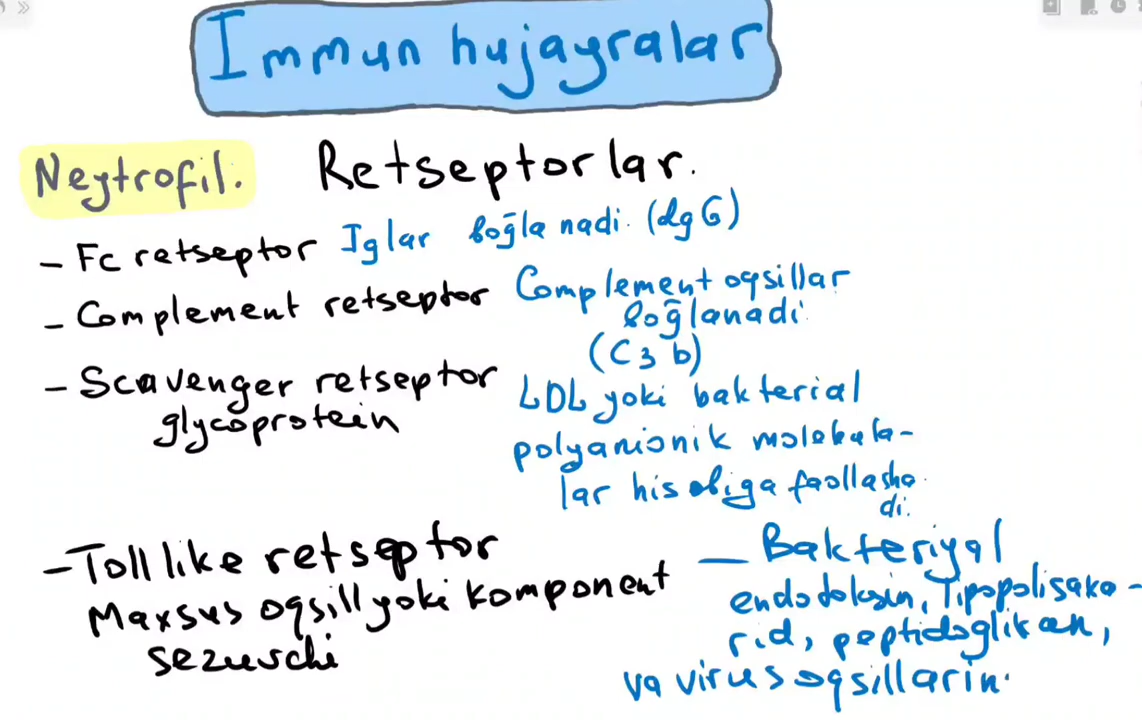 Immun hujayralar
Neytrofil. Retseptorlar.
- Fc retseptor Iglar bog'lanadi. (IgG)
- Complement retseptor Complement oqsillar
bog'lanadi.
(C3b)
- Scavenger retseptor LDL yoki bakterial
glycoprotein
polyanionik molekula-
lar hisobiga faollasha
di.
- Toll like retseptor — Bakteriyal
Maxsus oqsill yoki komponent
sezuvchi
endotoksin, lipopolisaxa-
rid, peptidoglikan,
va virus oqsillarin.